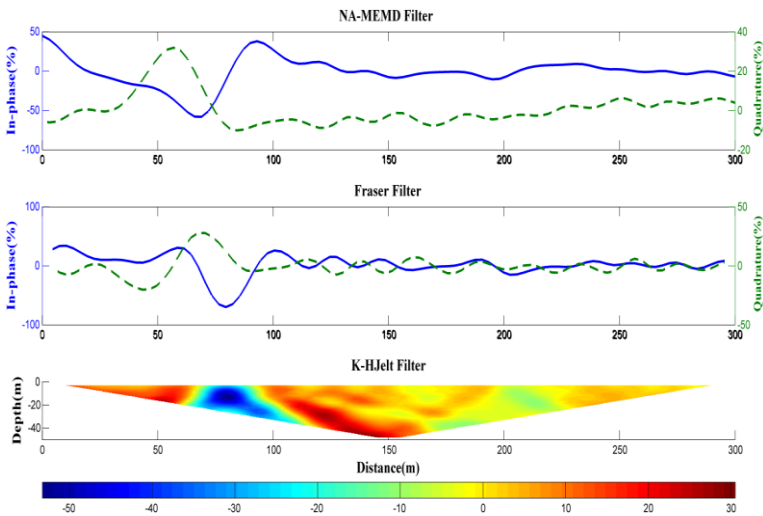 NA-MEMD Filter
In-phase(%)
50
0
-50
-100
Quadrature(%)
40
20
0
20
0 50 100 150 200 250 300
Fraser Filter
In-phase(%)
100
0
-100
Quadrature(%)
50
0
-50
0 50 100 150 200 250 300
K-HJelt Filter
Depth(m)
0
-20
-40
0 50 100 150 200 250 300
Distance(m)
-50 -40 -30 -20 -10 0 10 20 30